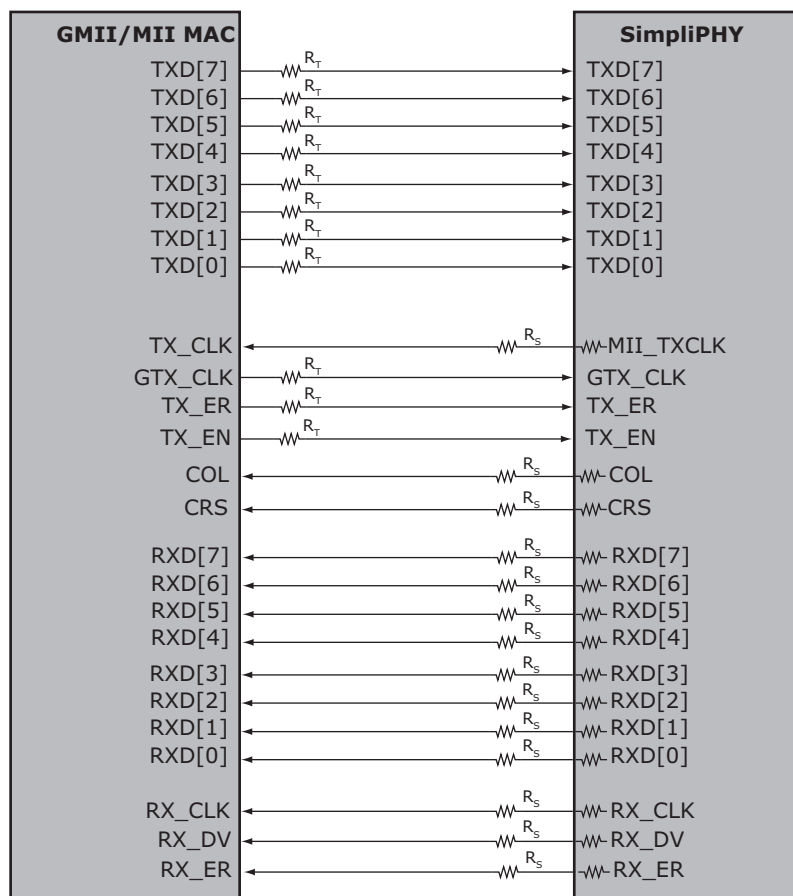 GMII/MII MAC SimpliPHY
TXD[7] R_T TXD[7]
TXD[6] R_T TXD[6]
TXD[5] R_T TXD[5]
TXD[4] R_T TXD[4]
TXD[3] R_T TXD[3]
TXD[2] R_T TXD[2]
TXD[1] R_T TXD[1]
TXD[0] R_T TXD[0]
TX_CLK R_S MII_TXCLK
GTX_CLK R_T GTX_CLK
TX_ER R_T TX_ER
TX_EN R_T TX_EN
COL R_S COL
CRS R_S CRS
RXD[7] R_S RXD[7]
RXD[6] R_S RXD[6]
RXD[5] R_S RXD[5]
RXD[4] R_S RXD[4]
RXD[3] R_S RXD[3]
RXD[2] R_S RXD[2]
RXD[1] R_S RXD[1]
RXD[0] R_S RXD[0]
RX_CLK R_S RX_CLK
RX_DV R_S RX_DV
RX_ER R_S RX_ER